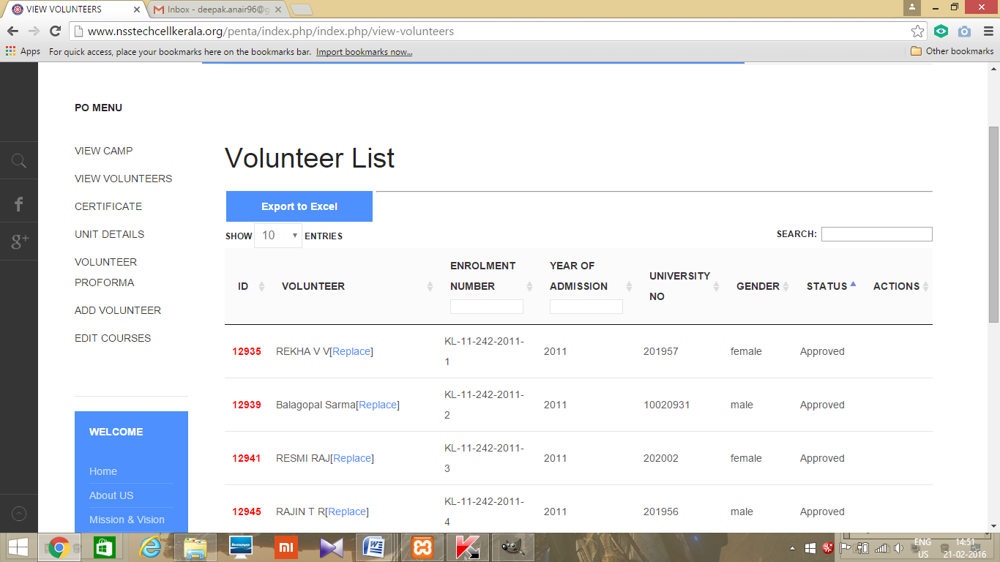 VIEW VOLUNTEERS
Inbox - deepak.anair96@g
www.nsstechcellkerala.org/penta/index.php/index.php/view-volunteers
Apps For quick access, place your bookmarks here on the bookmarks bar. Import bookmarks now... Other bookmarks
PO MENU
VIEW CAMP
VIEW VOLUNTEERS
CERTIFICATE
UNIT DETAILS
VOLUNTEER
PROFORMA
ADD VOLUNTEER
EDIT COURSES
WELCOME
Home
About US
Mission & Vision
f
g+
Volunteer List
Export to Excel
SHOW 10 ENTRIES
SEARCH:
ID VOLUNTEER ENROLMENT NUMBER YEAR OF ADMISSION UNIVERSITY NO GENDER STATUS ACTIONS
12935 REKHA V V[Replace] KL-11-242-2011-1 2011 201957 female Approved
12939 Balagopal Sarma[Replace] KL-11-242-2011-2 2011 10020931 male Approved
12941 RESMI RAJ[Replace] KL-11-242-2011-3 2011 202002 female Approved
12945 RAJIN T R[Replace] KL-11-242-2011-4 2011 201956 male Approved
lenovo
mi
ENG
US
14:51
21-02-2016